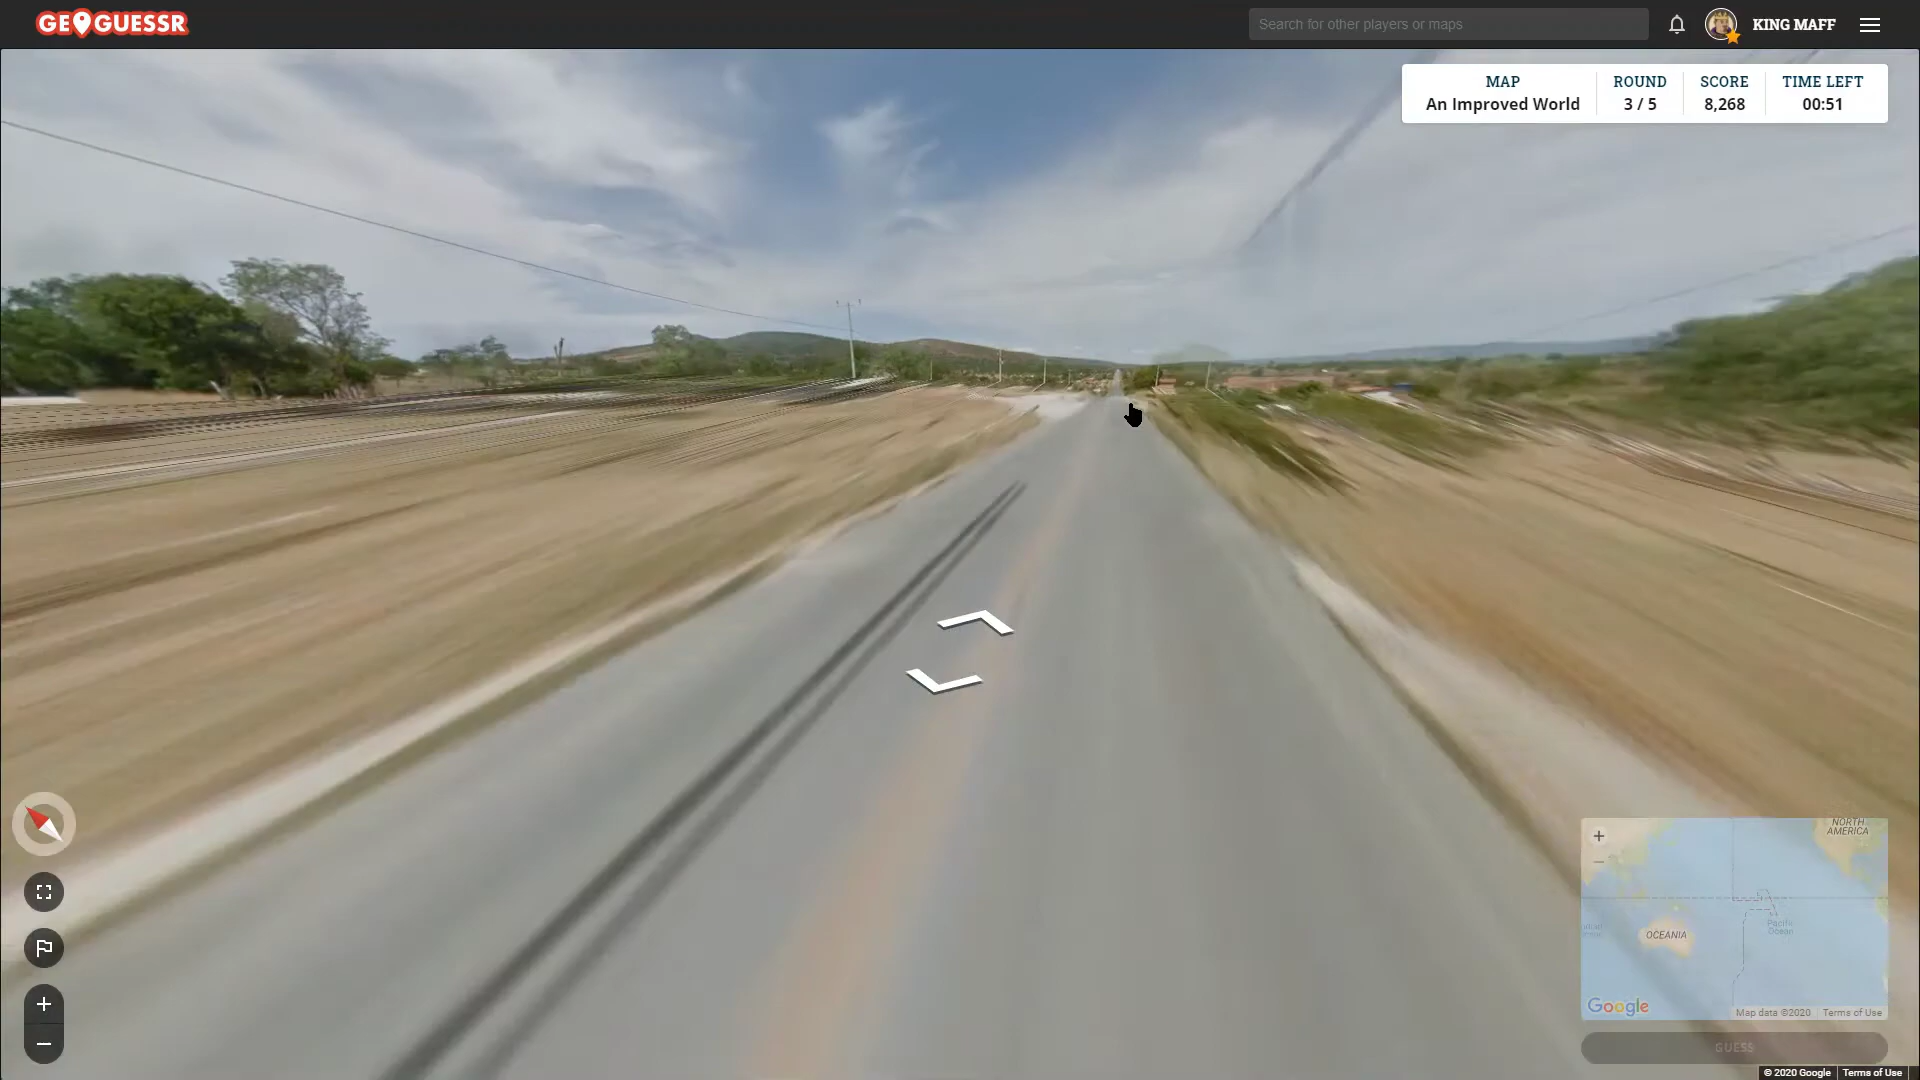 GEOGUESSR
Search for other players or maps
KING MAFF
MAP
An Improved World
ROUND
3 / 5
SCORE
8,268
TIME LEFT
00:51
NORTH
AMERICA
OCEANIA
Pacific
Ocean
Google
Map data ©2020
Terms of Use
GUESS
© 2020 Google
Terms of Use